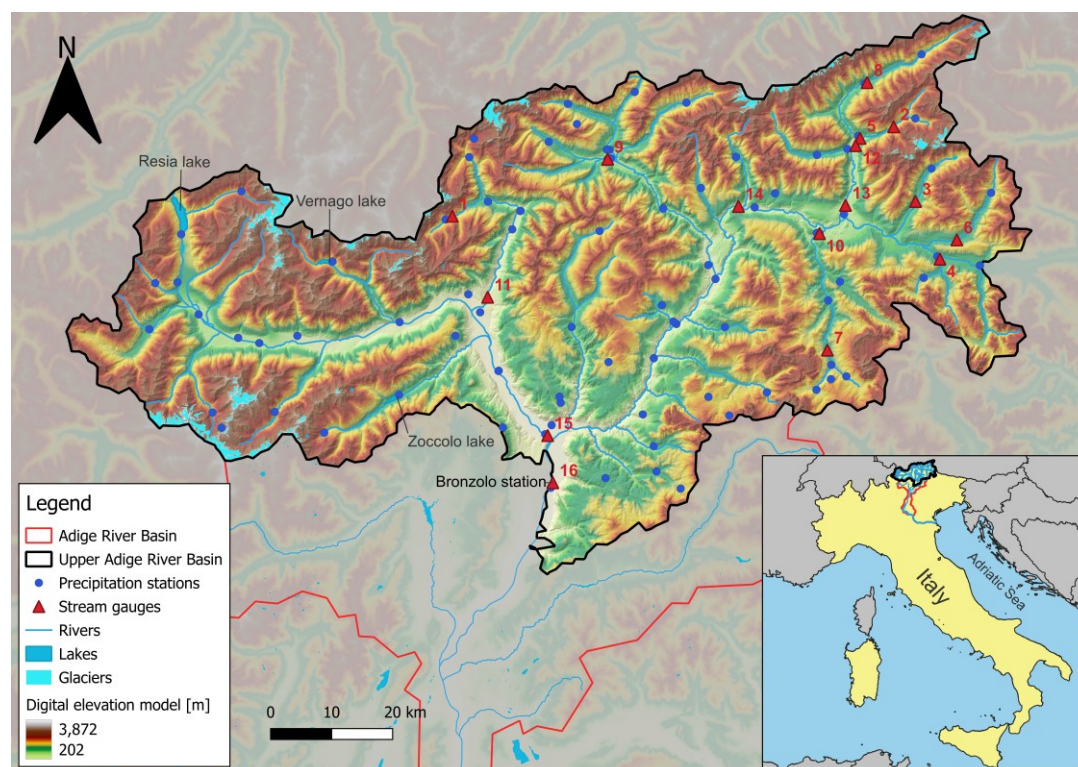 N
8
2
5
9
12
Resia lake
Vernago lake
14
13
3
1
6
10
4
11
7
15
Zoccolo lake
16
Bronzolo station
Legend
Adige River Basin
Upper Adige River Basin
Precipitation stations
Stream gauges
Rivers
Lakes
Glaciers
Digital elevation model [m]
3,872
202
0 10 20 km
Italy
Adriatic Sea